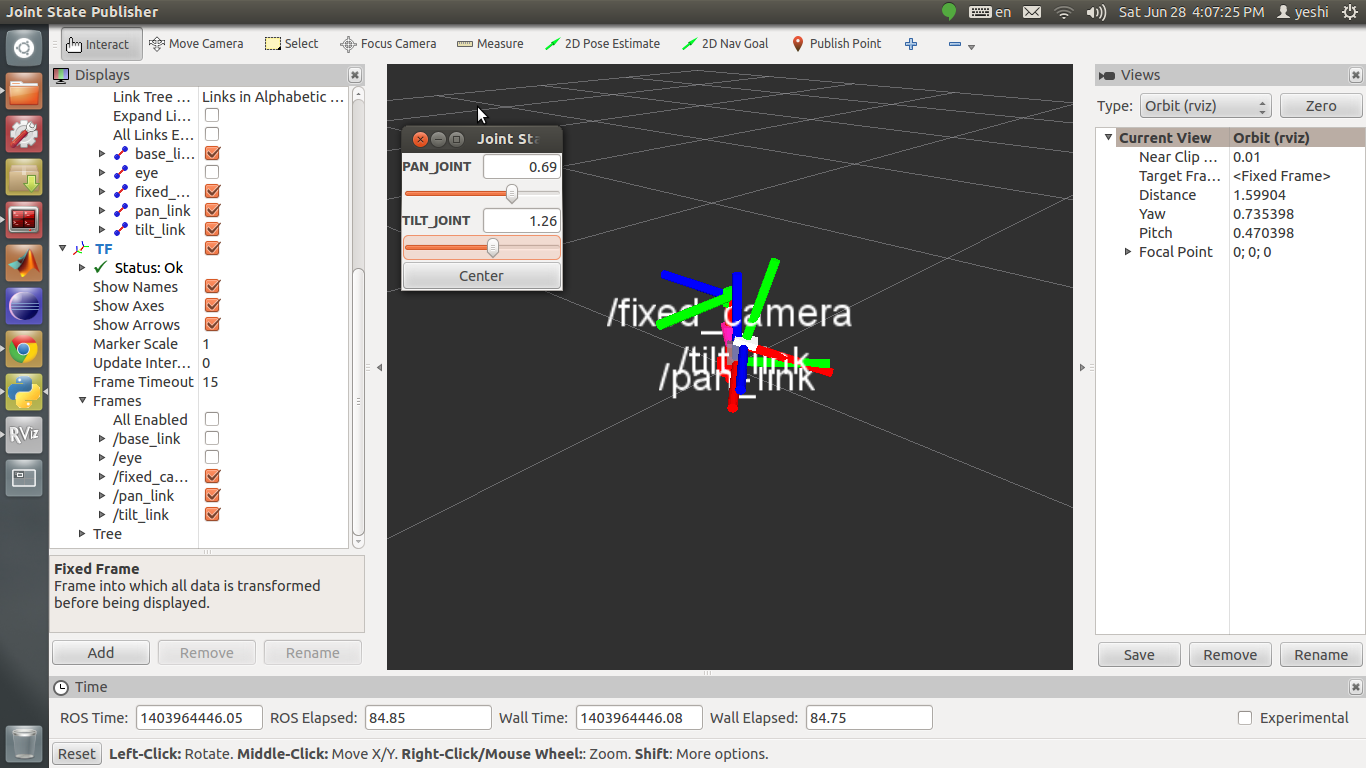 Joint State Publisher
en
Sat Jun 28 4:07:25 PM
yeshi
Interact
Move Camera
Select
Focus Camera
Measure
2D Pose Estimate
2D Nav Goal
Publish Point
Displays
Link Tree ...
Links in Alphabetic ...
Expand Li...
All Links E...
base_li...
eye
fixed_...
pan_link
tilt_link
TF
Status: Ok
Show Names
Show Axes
Show Arrows
Marker Scale
1
Update Inter...
0
Frame Timeout
15
Frames
All Enabled
/base_link
/eye
/fixed_ca...
/pan_link
/tilt_link
Tree
Fixed Frame
Frame into which all data is transformed
before being displayed.
Add
Remove
Rename
RViz
Joint Sta
PAN_JOINT
0.69
TILT_JOINT
1.26
Center
/fixed_camera
/tilt_link
/pan_link
Views
Type:
Orbit (rviz)
Zero
Current View
Orbit (rviz)
Near Clip ...
0.01
Target Fra...
<Fixed Frame>
Distance
1.59904
Yaw
0.735398
Pitch
0.470398
Focal Point
0; 0; 0
Save
Remove
Rename
Time
ROS Time:
1403964446.05
ROS Elapsed:
84.85
Wall Time:
1403964446.08
Wall Elapsed:
84.75
Experimental
Reset
Left-Click: Rotate. Middle-Click: Move X/Y. Right-Click/Mouse Wheel:: Zoom. Shift: More options.